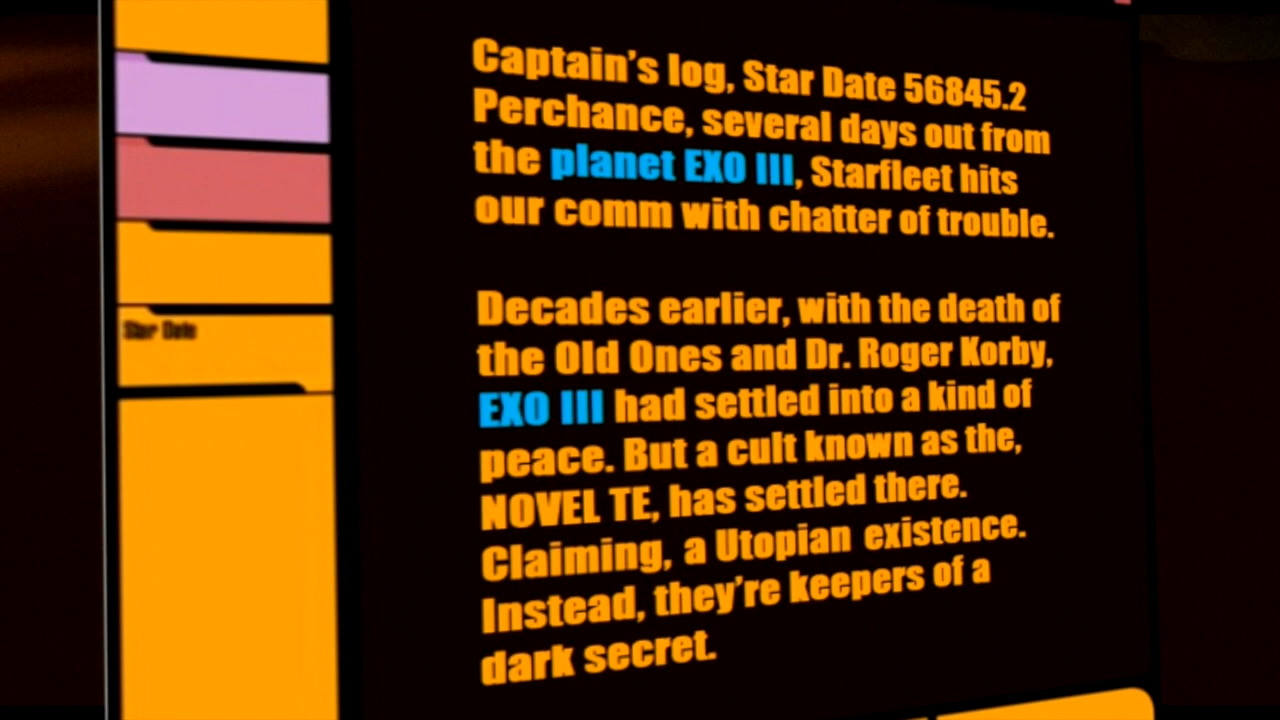 Captain's log, Star Date 56845.2
Perchance, several days out from
the planet EXO III, Starfleet hits
our comm with chatter of trouble.
Decades earlier, with the death of
the Old Ones and Dr. Roger Korby,
EXO III had settled into a kind of
peace. But a cult known as the,
NOVEL TE, has settled there.
Claiming, a Utopian existence.
Instead, they're keepers of a
dark secret.
Star Date